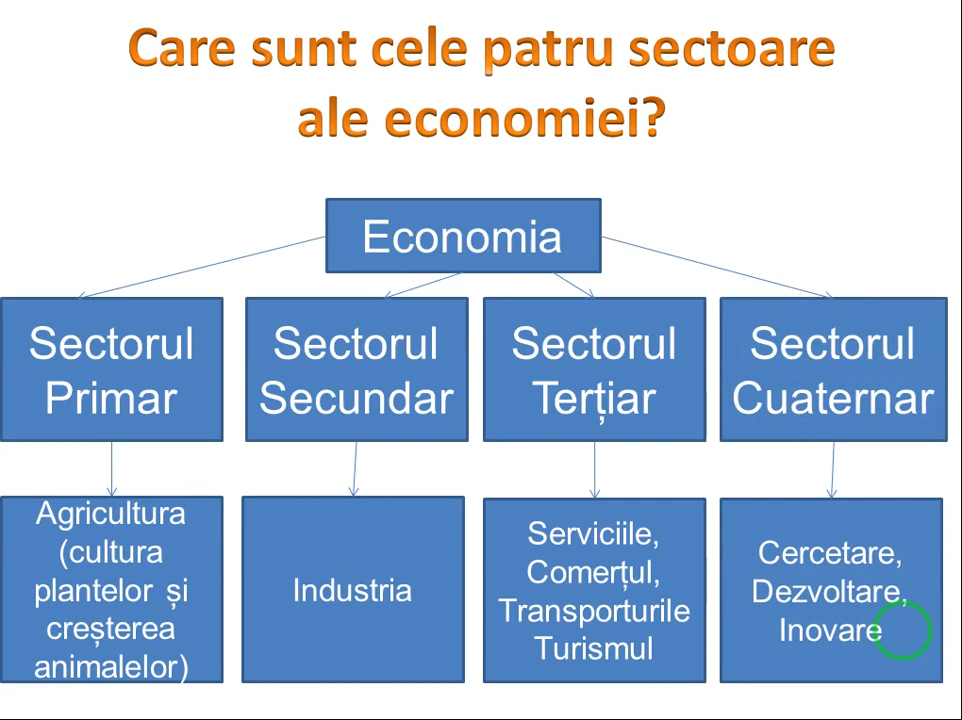 Care sunt cele patru sectoare
ale economiei?
Economia
Sectorul
Primar
Sectorul
Secundar
Sectorul
Terțiar
Sectorul
Cuaternar
Agricultura
(cultura
plantelor și
creșterea
animalelor)
Industria
Serviciile,
Comerțul,
Transporturile
Turismul
Cercetare,
Dezvoltare,
Inovare